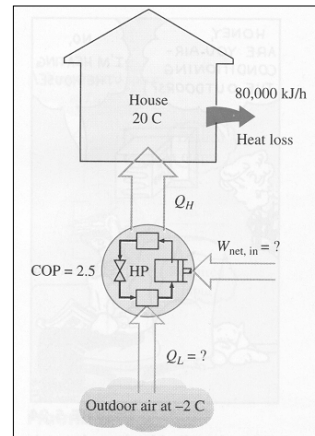 House
20 C
80,000 kJ/h
Heat loss
Q_H
W_net, in = ?
COP = 2.5
HP
Q_L = ?
Outdoor air at –2 C